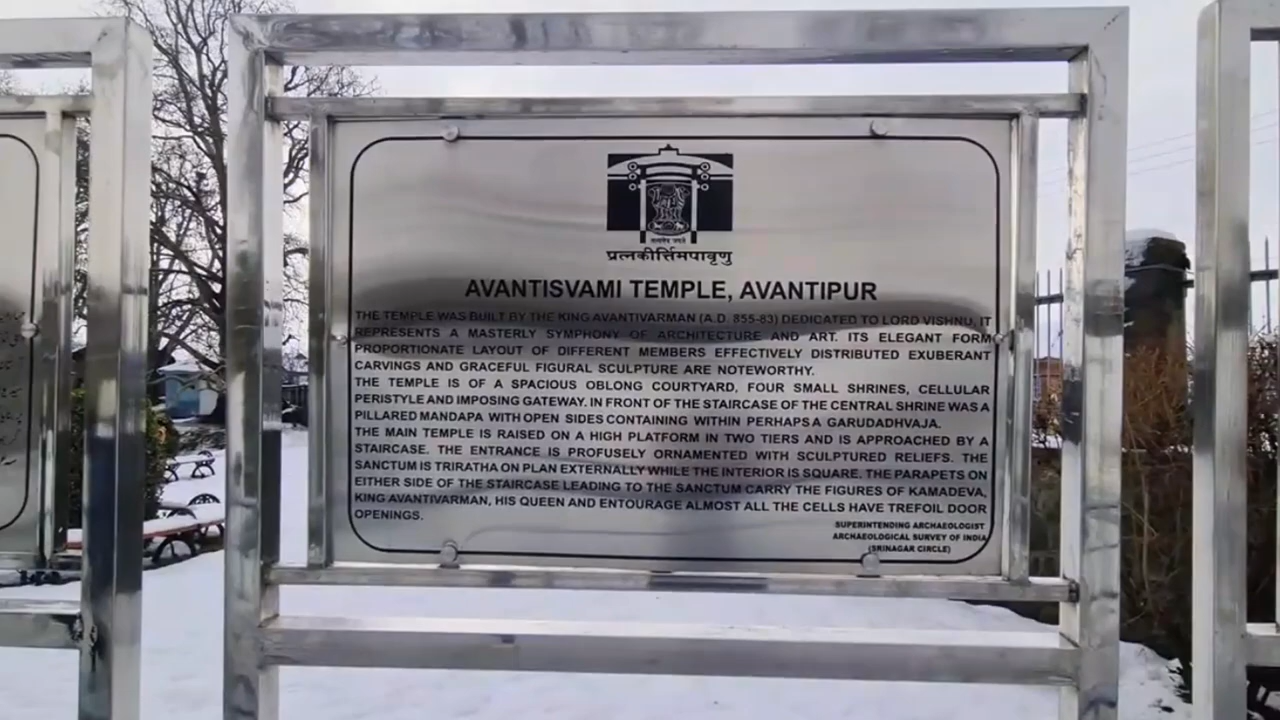 सत्यमेव जयते
प्रत्नकीर्त्तिमपावृणु
AVANTISVAMI TEMPLE, AVANTIPUR
THE TEMPLE WAS BUILT BY THE KING AVANTIVARMAN (A.D. 855-83) DEDICATED TO LORD VISHNU. IT
REPRESENTS A MASTERLY SYMPHONY OF ARCHITECTURE AND ART. ITS ELEGANT FORM
PROPORTIONATE LAYOUT OF DIFFERENT MEMBERS EFFECTIVELY DISTRIBUTED EXUBERANT
CARVINGS AND GRACEFUL FIGURAL SCULPTURE ARE NOTEWORTHY.
THE TEMPLE IS OF A SPACIOUS OBLONG COURTYARD, FOUR SMALL SHRINES, CELLULAR
PERISTYLE AND IMPOSING GATEWAY. IN FRONT OF THE STAIRCASE OF THE CENTRAL SHRINE WAS A
PILLARED MANDAPA WITH OPEN SIDES CONTAINING WITHIN PERHAPS A GARUDADHVAJA.
THE MAIN TEMPLE IS RAISED ON A HIGH PLATFORM IN TWO TIERS AND IS APPROACHED BY A
STAIRCASE. THE ENTRANCE IS PROFUSELY ORNAMENTED WITH SCULPTURED RELIEFS. THE
SANCTUM IS TRIRATHA ON PLAN EXTERNALLY WHILE THE INTERIOR IS SQUARE. THE PARAPETS ON
EITHER SIDE OF THE STAIRCASE LEADING TO THE SANCTUM CARRY THE FIGURES OF KAMADEVA,
KING AVANTIVARMAN, HIS QUEEN AND ENTOURAGE ALMOST ALL THE CELLS HAVE TREFOIL DOOR
OPENINGS.
SUPERINTENDING ARCHAEOLOGIST
ARCHAEOLOGICAL SURVEY OF INDIA
(SRINAGAR CIRCLE)